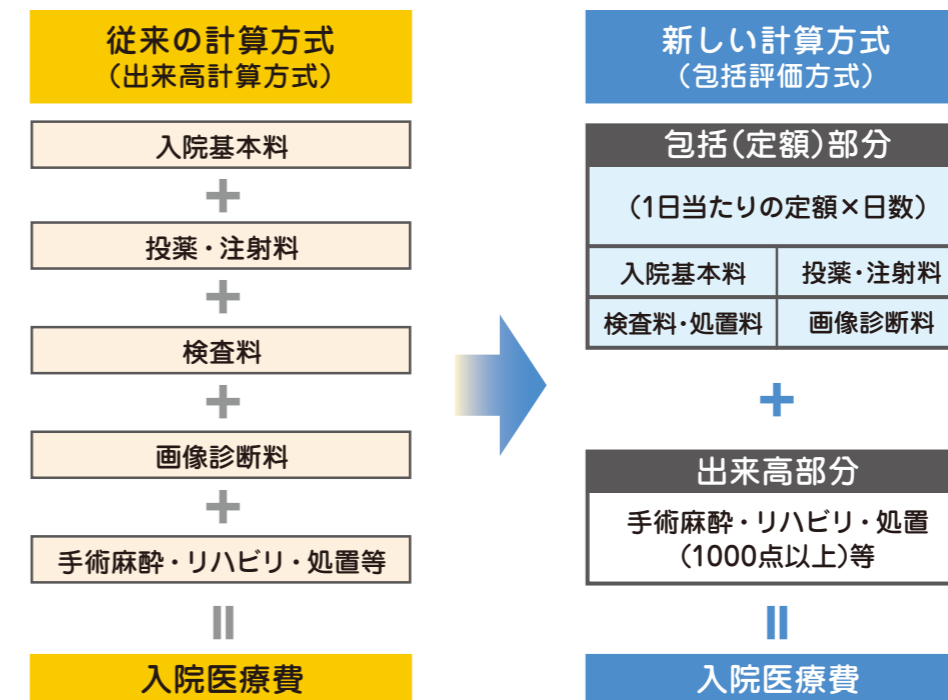 従来の計算方式
（出来高計算方式）
入院基本料
+
投薬・注射料
+
検査料
+
画像診断料
+
手術麻酔・リハビリ・処置等
=
入院医療費
新しい計算方式
（包括評価方式）
包括（定額）部分
（1日当たりの定額×日数）
入院基本料 投薬・注射料
検査料・処置料 画像診断料
+
出来高部分
手術麻酔・リハビリ・処置
（1000点以上）等
=
入院医療費